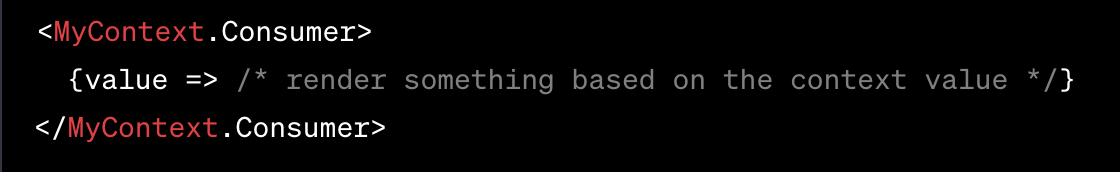 <MyContext.Consumer>
  {value => /* render something based on the context value */}
</MyContext.Consumer>